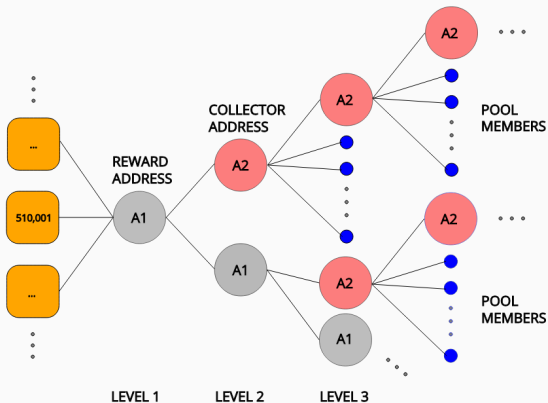 A2
COLLECTOR
ADDRESS
A2
POOL
MEMBERS
...
REWARD
ADDRESS
A2
510,001
A1
A2
A1
A2
...
POOL
MEMBERS
A1
LEVEL 1
LEVEL 2
LEVEL 3